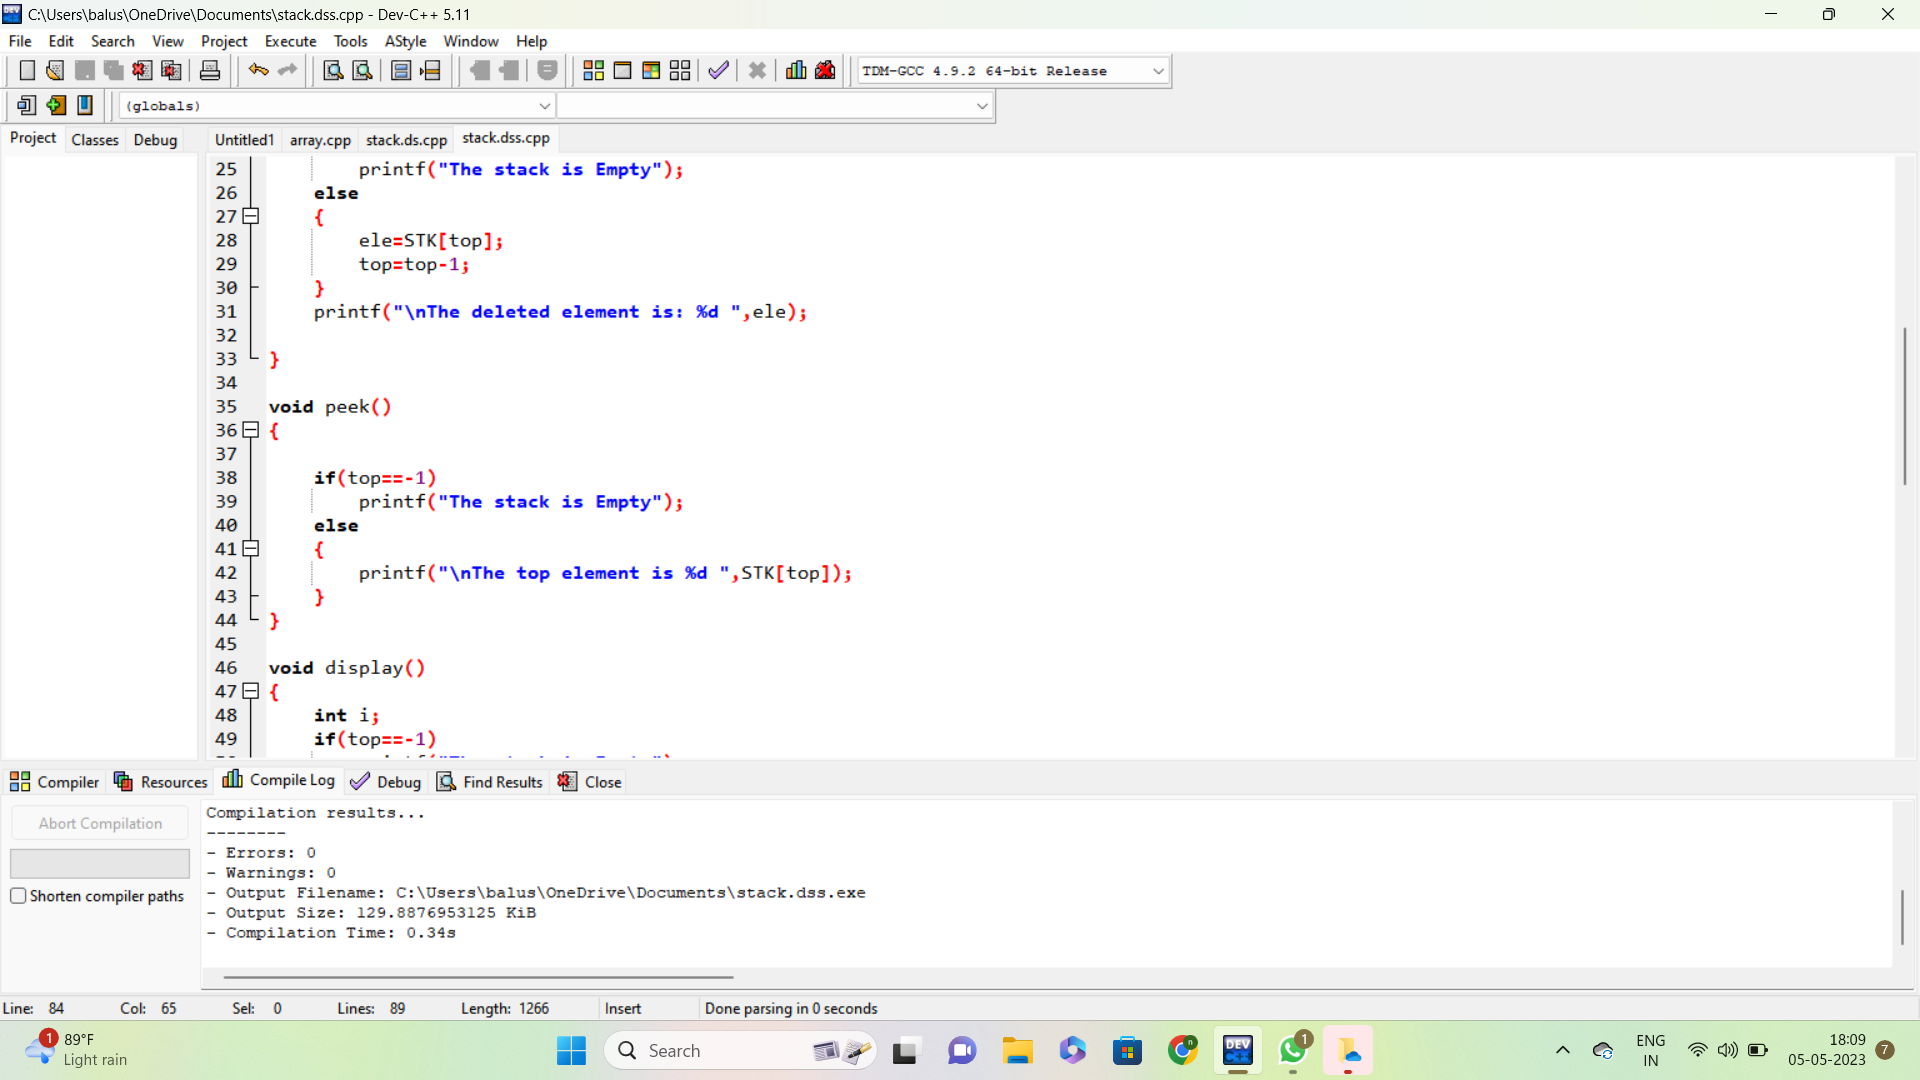 C:\Users\balus\OneDrive\Documents\stack.dss.cpp - Dev-C++ 5.11
File Edit Search View Project Execute Tools AStyle Window Help
TDM-GCC 4.9.2 64-bit Release
(globals)
Project Classes Debug Untitled1 array.cpp stack.ds.cpp stack.dss.cpp
25 printf("The stack is Empty");
26 else
27 {
28 ele=STK[top];
29 top=top-1;
30 }
31 printf("\nThe deleted element is: %d ",ele);
32
33 }
34
35 void peek()
36 {
37
38 if(top==-1)
39 printf("The stack is Empty");
40 else
41 {
42 printf("\nThe top element is %d ",STK[top]);
43 }
44 }
45
46 void display()
47 {
48 int i;
49 if(top==-1)
Compiler Resources Compile Log Debug Find Results Close
Abort Compilation
Shorten compiler paths
Compilation results...
--------
- Errors: 0
- Warnings: 0
- Output Filename: C:\Users\balus\OneDrive\Documents\stack.dss.exe
- Output Size: 129.8876953125 KiB
- Compilation Time: 0.34s
Line: 84 Col: 65 Sel: 0 Lines: 89 Length: 1266 Insert Done parsing in 0 seconds
1 89°F
Light rain
Search
DEV
1
ENG
IN
18:09
05-05-2023
7